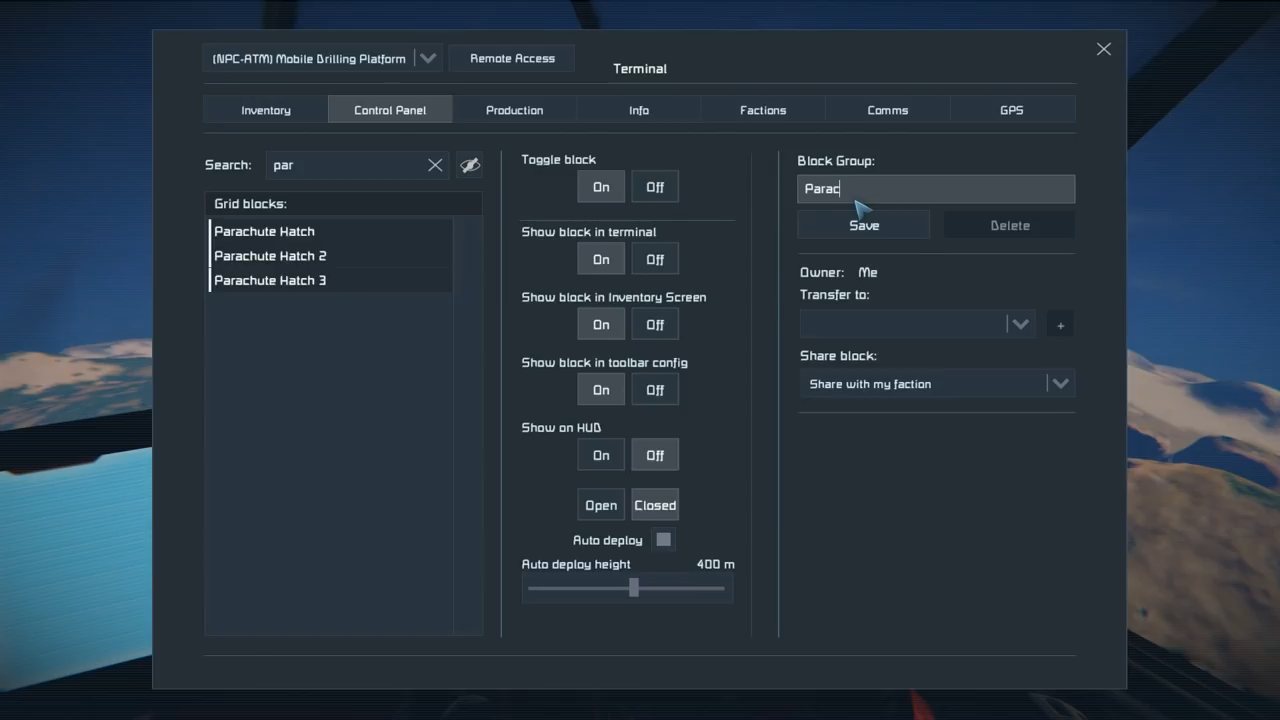 (NPC-ATM) Mobile Drilling Platform
Remote Access
Terminal
Inventory
Control Panel
Production
Info
Factions
Comms
GPS
Search:
par
Grid blocks:
Parachute Hatch
Parachute Hatch 2
Parachute Hatch 3
Toggle block
On
Off
Show block in terminal
On
Off
Show block in Inventory Screen
On
Off
Show block in toolbar config
On
Off
Show on HUD
On
Off
Open
Closed
Auto deploy
Auto deploy height
400 m
Block Group:
Parac
Save
Delete
Owner: Me
Transfer to:
+
Share block:
Share with my faction